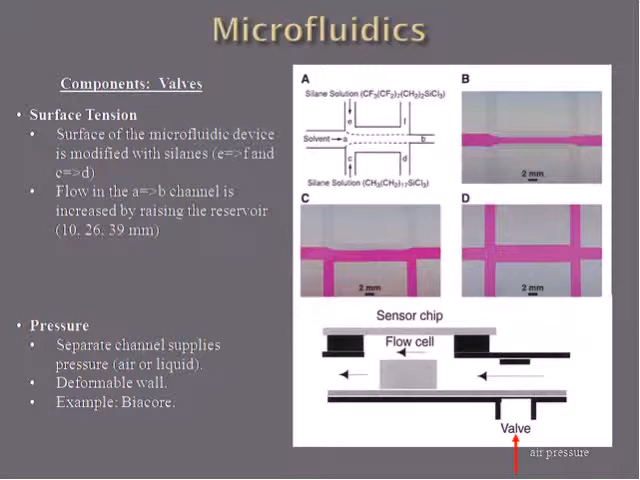 Microfluidics
Components: Valves
• Surface Tension
• Surface of the microfluidic device
is modified with silanes (e=>f and
c=>d)
• Flow in the a=>b channel is
increased by raising the reservoir
(10, 26, 39 mm)
• Pressure
• Separate channel supplies
pressure (air or liquid).
• Deformable wall.
• Example: Biacore.
A
Silane Solution (CF₃(CF₂)₇(CH₂)₂SiCl₃)
e f
Solvent a b
c d
Silane Solution (CH₃(CH₂)₁₇SiCl₃)
B
2 mm
C
2 mm
D
2 mm
Sensor chip
Flow cell
Valve
air pressure